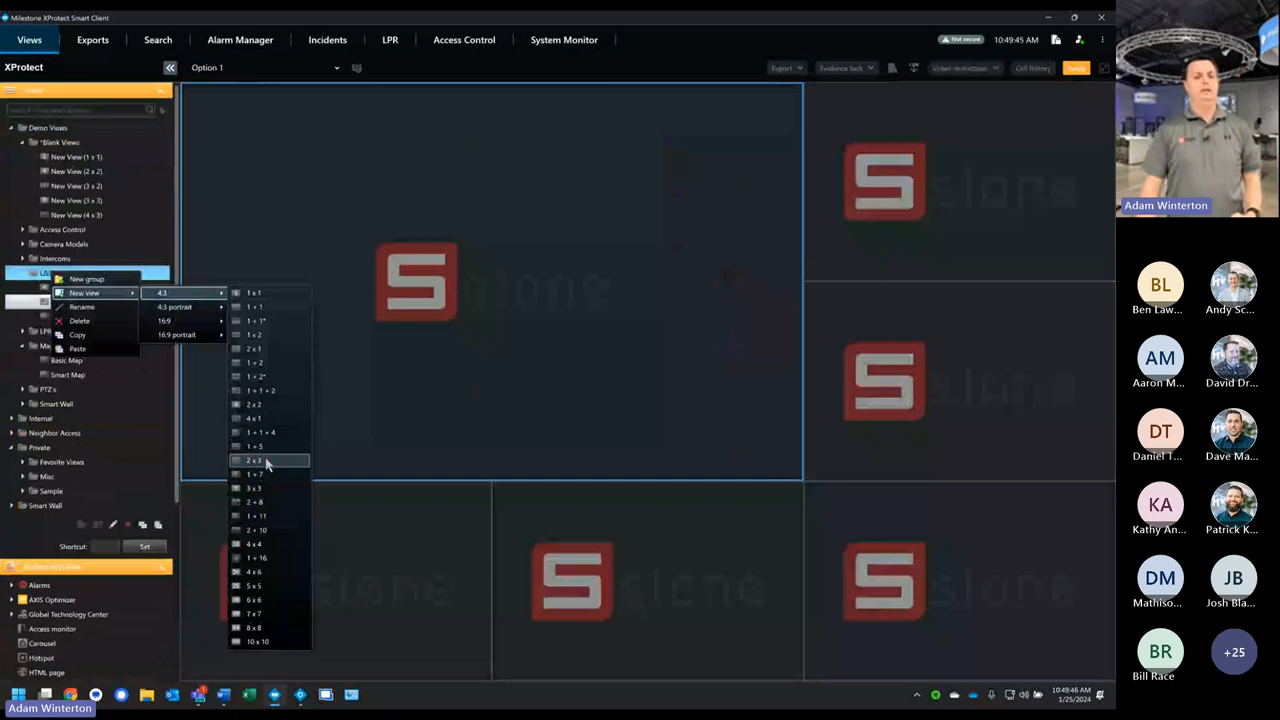 Milestone XProtect Smart Client
Views
Exports
Search
Alarm Manager
Incidents
LPR
Access Control
System Monitor
Not secure
10:49:45 AM
XProtect
Option 1
Export
Evidence lock
Video restrictions
Call history
Setup
Demo Views
*Blank Views
New View (1 x 1)
New View (2 x 2)
New View (3 x 2)
New View (3 x 3)
New View (4 x 3)
Access Control
Camera Models
Intercoms
New group
New view
Rename
Delete
Copy
Paste
4:3
4:3 portrait
16:9
16:9 portrait
1 x 1
1 + 1
1 + 1*
1 x 2
2 x 1
1 + 2
1 + 2*
1 + 1 + 2
2 x 2
4 x 1
1 + 1 + 4
1 + 5
2 x 3
1 + 7
3 x 3
2 + 8
1 + 11
2 + 10
4 x 4
1 + 16
4 x 6
5 x 5
6 x 6
7 x 7
8 x 8
10 x 10
LPR
Basic Map
Smart Map
PTZ's
Smart Wall
Internal
Neighbor Access
Private
Favorite Views
Misc
Sample
Smart Wall
Shortcut:
Set
Alarms
AXIS Optimizer
Global Technology Center
Access monitor
Carousel
Hotspot
HTML page
10:49:46 AM
1/25/2024
Adam Winterton
Adam Winterton
BL
Ben Law...
Andy Sc...
AM
Aaron M...
David Dr...
DT
Daniel T...
Dave Ma...
KA
Kathy An...
Patrick K...
DM
Mathiso...
JB
Josh Bla...
BR
Bill Race
+25